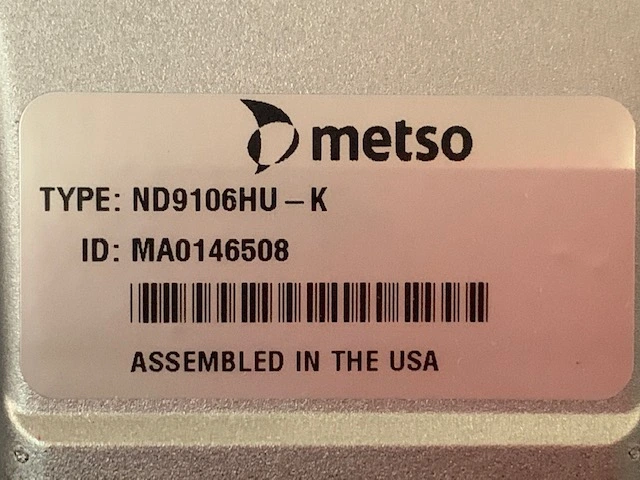 metso
TYPE: ND9106HU – K
ID: MA0146508
ASSEMBLED IN THE USA